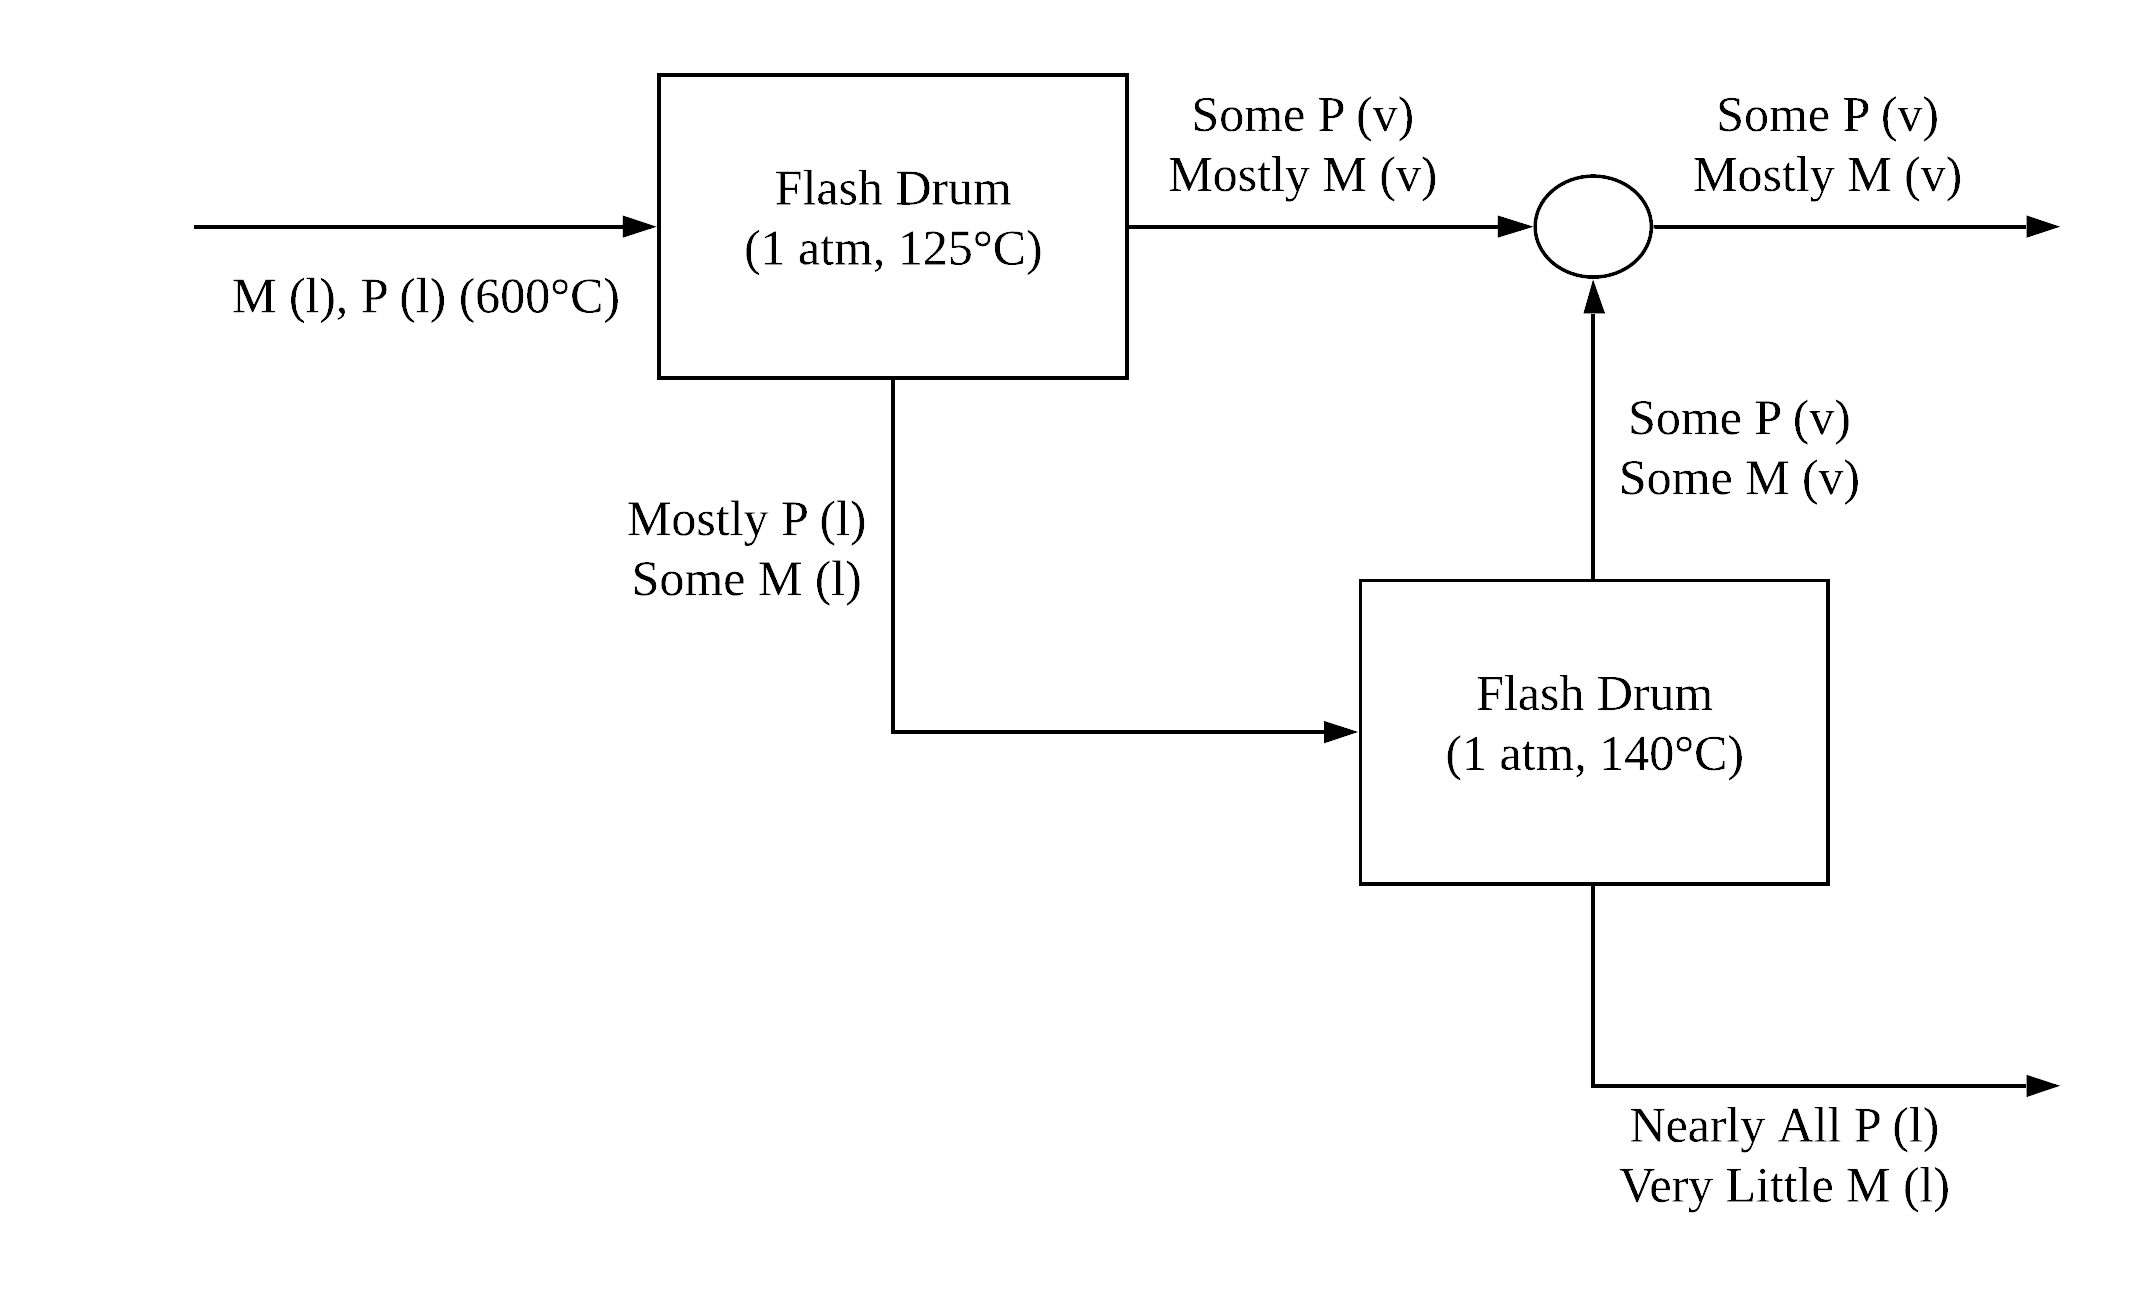 Flash Drum
(1 atm, 125°C)
Some P (v)
Mostly M (v)
Some P (v)
Mostly M (v)
M (l), P (l) (600°C)
Some P (v)
Some M (v)
Mostly P (l)
Some M (l)
Flash Drum
(1 atm, 140°C)
Nearly All P (l)
Very Little M (l)